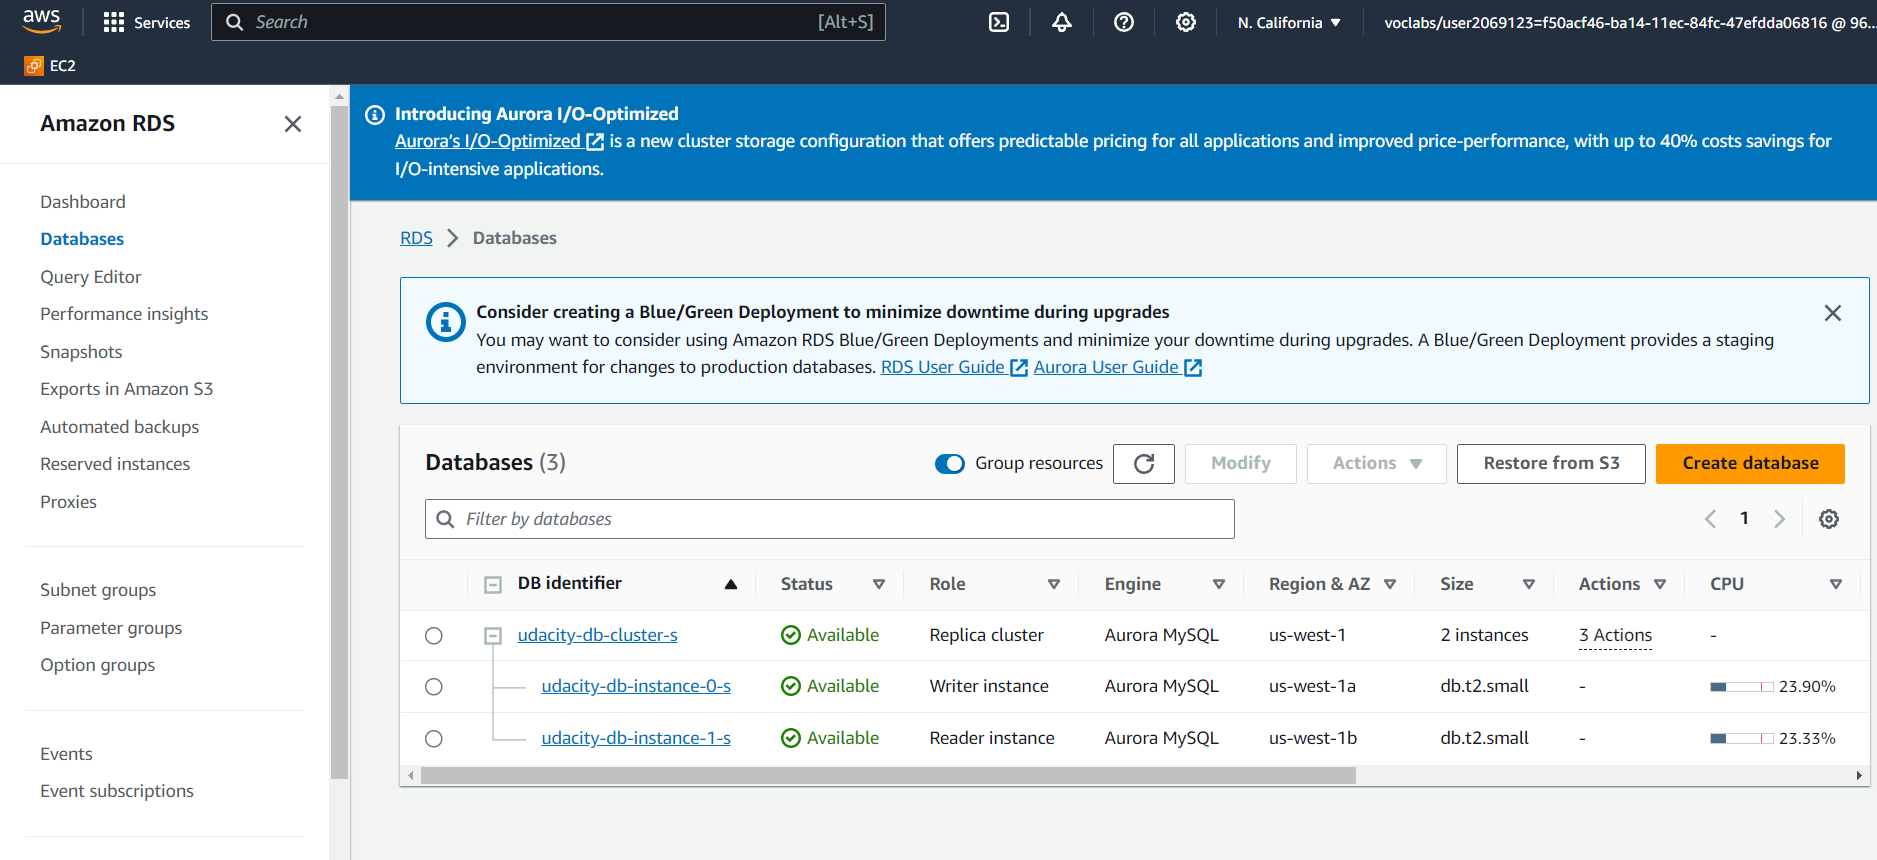 aws
Services
Search
[Alt+S]
N. California
voclabs/user2069123=f50acf46-ba14-11ec-84fc-47efdda06816 @ 96...
EC2
Amazon RDS
Dashboard
Databases
Query Editor
Performance insights
Snapshots
Exports in Amazon S3
Automated backups
Reserved instances
Proxies
Subnet groups
Parameter groups
Option groups
Events
Event subscriptions
Introducing Aurora I/O-Optimized
Aurora's I/O-Optimized is a new cluster storage configuration that offers predictable pricing for all applications and improved price-performance, with up to 40% costs savings for
I/O-intensive applications.
RDS Databases
Consider creating a Blue/Green Deployment to minimize downtime during upgrades
You may want to consider using Amazon RDS Blue/Green Deployments and minimize your downtime during upgrades. A Blue/Green Deployment provides a staging
environment for changes to production databases. RDS User Guide Aurora User Guide
Databases (3)
Group resources
Modify
Actions
Restore from S3
Create database
Filter by databases
1
DB identifier Status Role Engine Region & AZ Size Actions CPU
udacity-db-cluster-s Available Replica cluster Aurora MySQL us-west-1 2 instances 3 Actions -
udacity-db-instance-0-s Available Writer instance Aurora MySQL us-west-1a db.t2.small - 23.90%
udacity-db-instance-1-s Available Reader instance Aurora MySQL us-west-1b db.t2.small - 23.33%